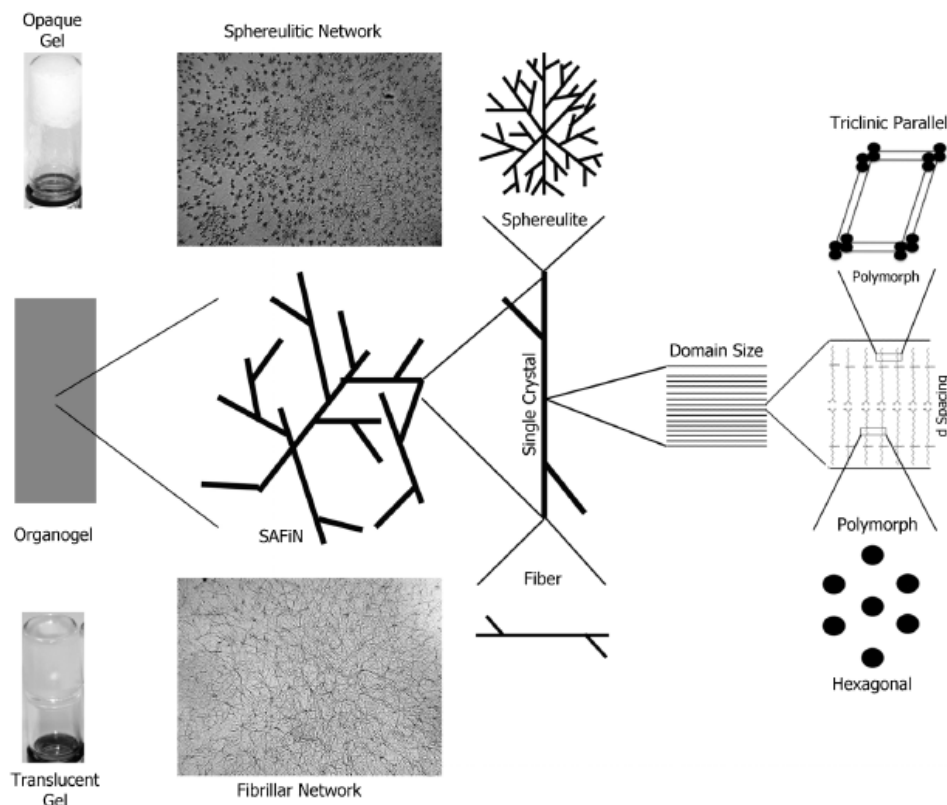 Opaque
Gel
Sphereulitic Network
Triclinic Parallel
Sphereulite
Polymorph
Domain Size
Single Crystal
d Spacing
Organogel
SAFiN
Polymorph
Fiber
Hexagonal
Translucent
Gel
Fibrillar Network